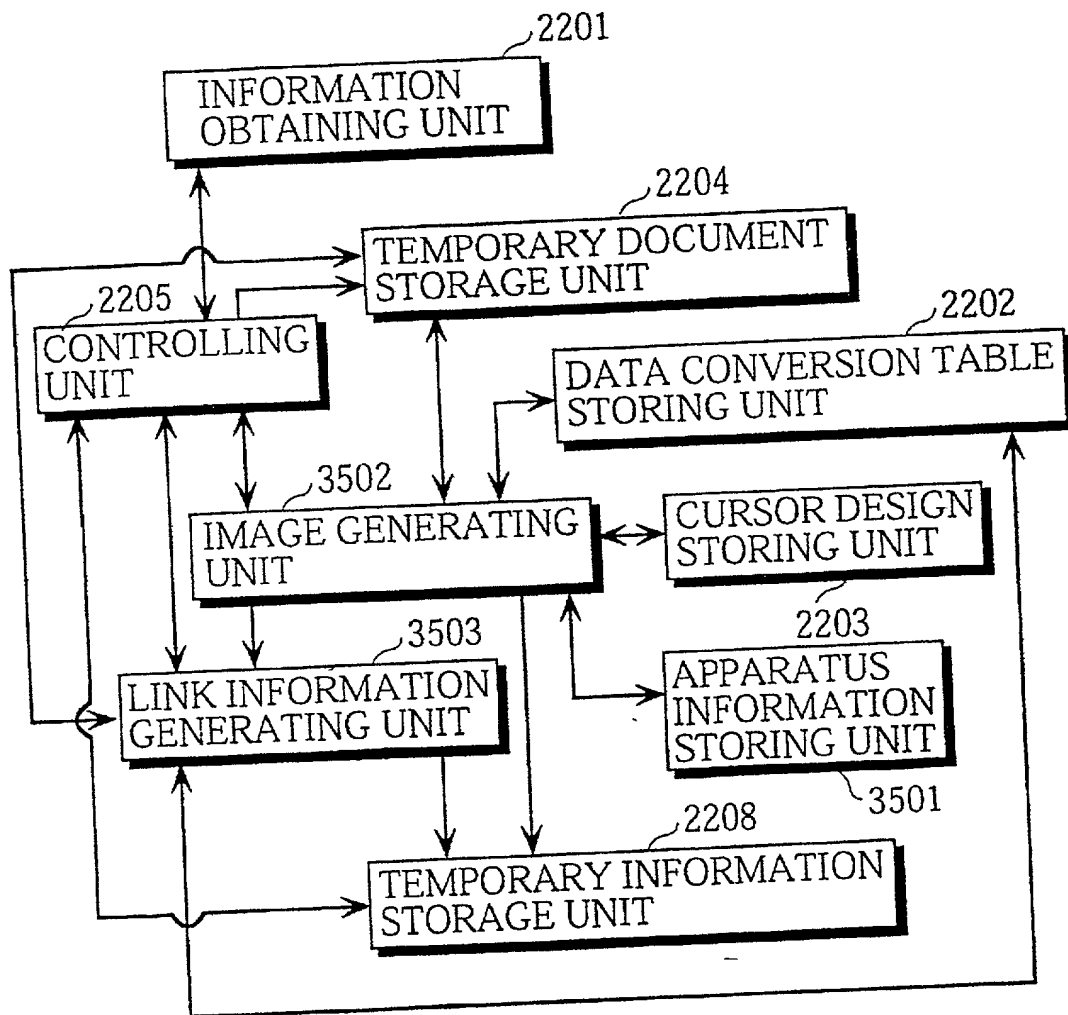 2201
INFORMATION
OBTAINING UNIT
2204
TEMPORARY DOCUMENT
STORAGE UNIT
2205
CONTROLLING
UNIT
2202
DATA CONVERSION TABLE
STORING UNIT
3502
IMAGE GENERATING
UNIT
CURSOR DESIGN
STORING UNIT
2203
3503
LINK INFORMATION
GENERATING UNIT
APPARATUS
INFORMATION
STORING UNIT
3501
2208
TEMPORARY INFORMATION
STORAGE UNIT